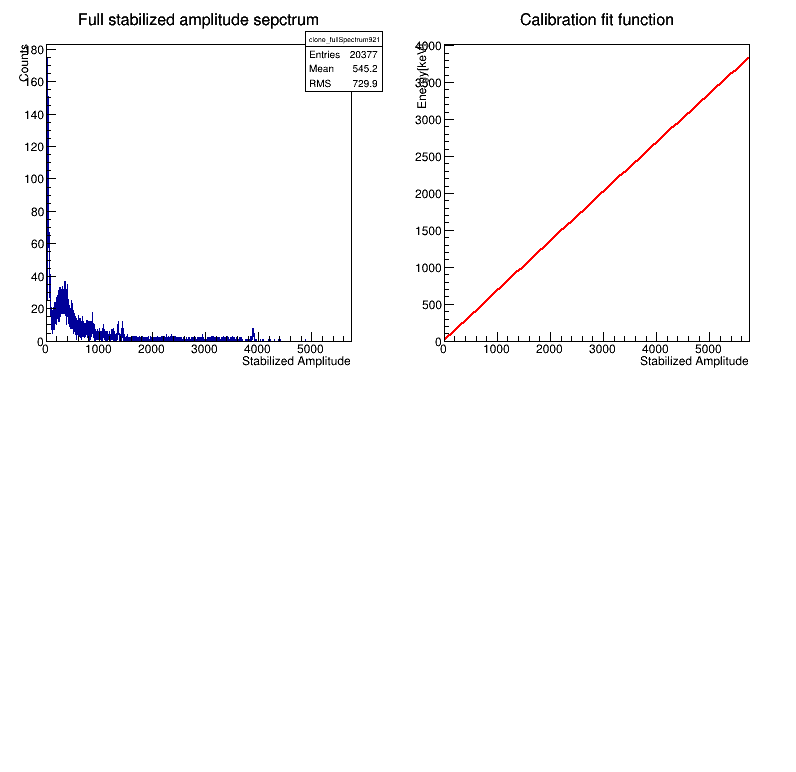 Full stabilized amplitude sepctrum
clone_fullSpectrum921
Entries 20377
Mean 545.2
RMS 729.9
Counts
180
160
140
120
100
80
60
40
20
0
0 1000 2000 3000 4000 5000
Stabilized Amplitude
Calibration fit function
Energy[keV]
4000
3500
3000
2500
2000
1500
1000
500
0
0 1000 2000 3000 4000 5000
Stabilized Amplitude